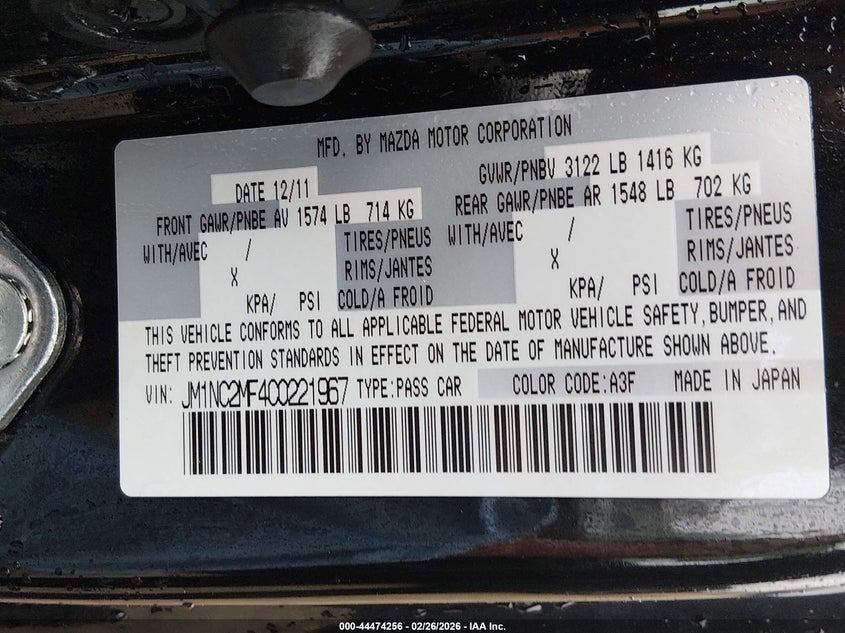 MFD. BY MAZDA MOTOR CORPORATION
DATE 12/11 GVWR/PNBV 3122 LB 1416 KG
FRONT GAWR/PNBE AV 1574 LB 714 KG REAR GAWR/PNBE AR 1548 LB 702 KG
WITH/AVEC / TIRES/PNEUS WITH/AVEC / TIRES/PNEUS
X RIMS/JANTES X RIMS/JANTES
KPA/ PSI COLD/A FROID KPA/ PSI COLD/A FROID
THIS VEHICLE CONFORMS TO ALL APPLICABLE FEDERAL MOTOR VEHICLE SAFETY, BUMPER, AND
THEFT PREVENTION STANDARDS IN EFFECT ON THE DATE OF MANUFACTURE SHOWN ABOVE.
VIN: JM1NC2MF4C0221967 TYPE:PASS CAR COLOR CODE:A3F MADE IN JAPAN
000-44474256 - 02/26/2026 - IAA Inc.